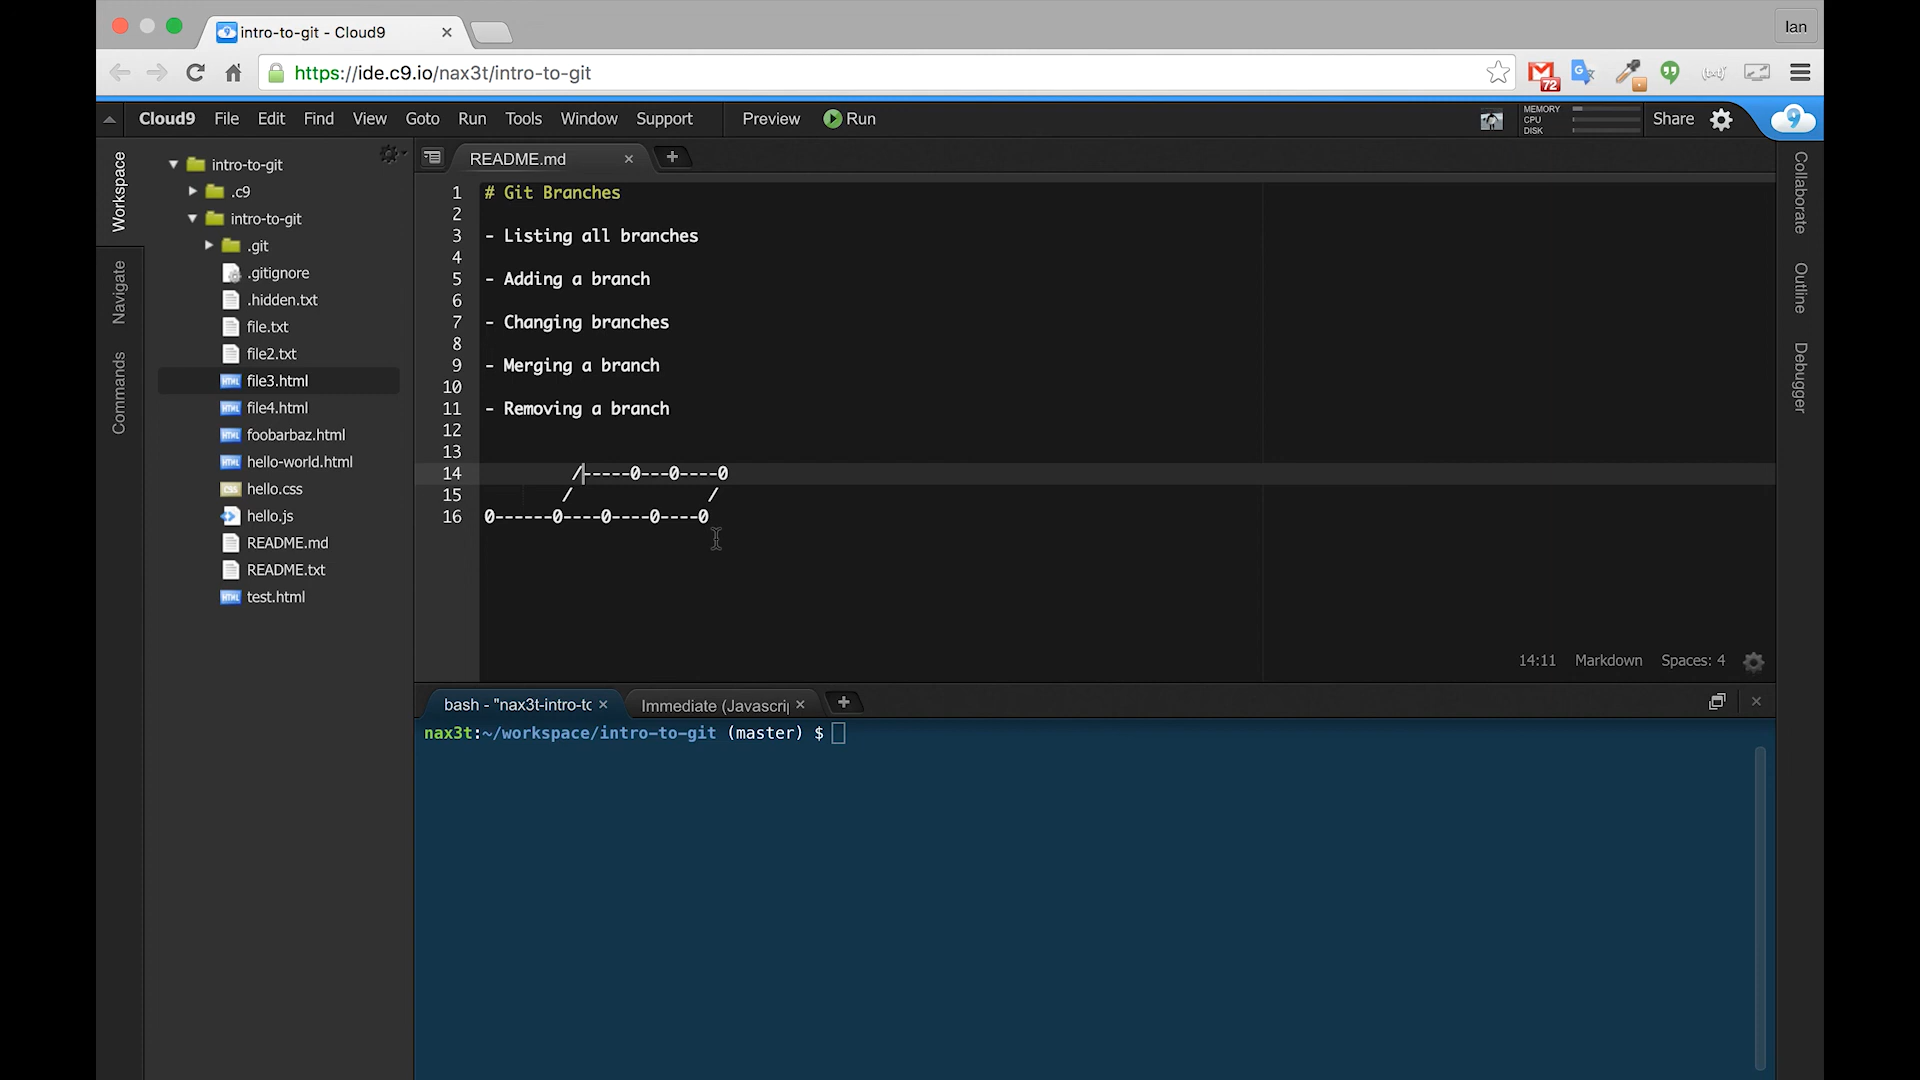 intro-to-git - Cloud9
Ian
https://ide.c9.io/nax3t/intro-to-git
72
Cloud9 File Edit Find View Goto Run Tools Window Support Preview Run
MEMORY
CPU
DISK
Share
9
Workspace
Navigate
Commands
intro-to-git
.c9
intro-to-git
.git
.gitignore
.hidden.txt
file.txt
file2.txt
file3.html
file4.html
foobarbaz.html
hello-world.html
hello.css
hello.js
README.md
README.txt
test.html
README.md
1 # Git Branches
2
3 - Listing all branches
4
5 - Adding a branch
6
7 - Changing branches
8
9 - Merging a branch
10
11 - Removing a branch
12
13
14          /-----0---0----0
15         /              /
16 0------0----0----0----0
14:11 Markdown Spaces: 4
Collaborate
Outline
Debugger
bash - "nax3t-intro-tc
Immediate (Javascri
nax3t:~/workspace/intro-to-git (master) $